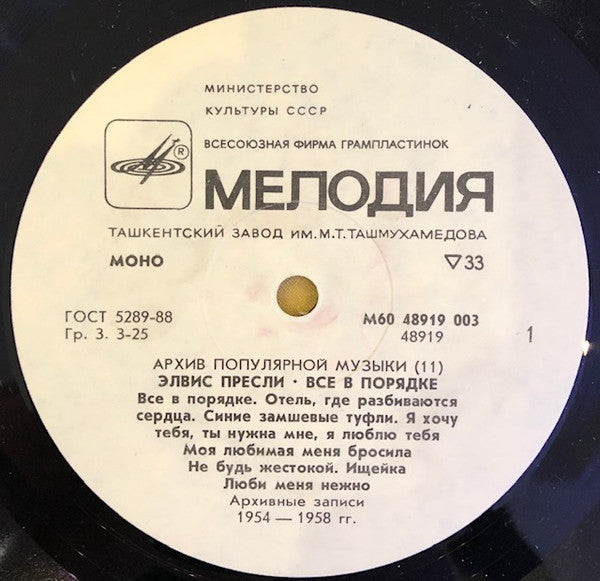 МИНИСТЕРСТВО
КУЛЬТУРЫ СССР
ВСЕСОЮЗНАЯ ФИРМА ГРАМПЛАСТИНОК
®
МЕЛОДИЯ
ТАШКЕНТСКИЙ ЗАВОД ИМ. М.Т. ТАШМУХАМЕДОВА
МОНО
▽33
ГОСТ 5289-88
Гр. 3. 3-25
М60 48919 003
48919
1
АРХИВ ПОПУЛЯРНОЙ МУЗЫКИ (11)
ЭЛВИС ПРЕСЛИ · ВСЕ В ПОРЯДКЕ
Все в порядке. Отель, где разбиваются
сердца. Синие замшевые туфли. Я хочу
тебя, ты нужна мне, я люблю тебя
Моя любимая меня бросила
Не будь жестокой. Ищейка
Люби меня нежно
Архивные записи
1954 — 1958 гг.